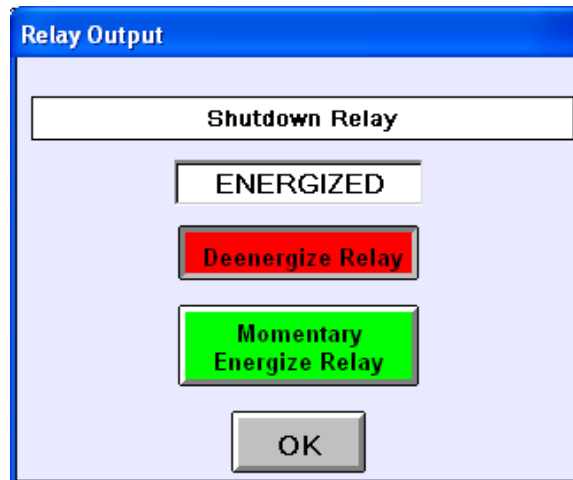 Relay Output
Shutdown Relay
ENERGIZED
Deenergize Relay
Momentary
Energize Relay
OK